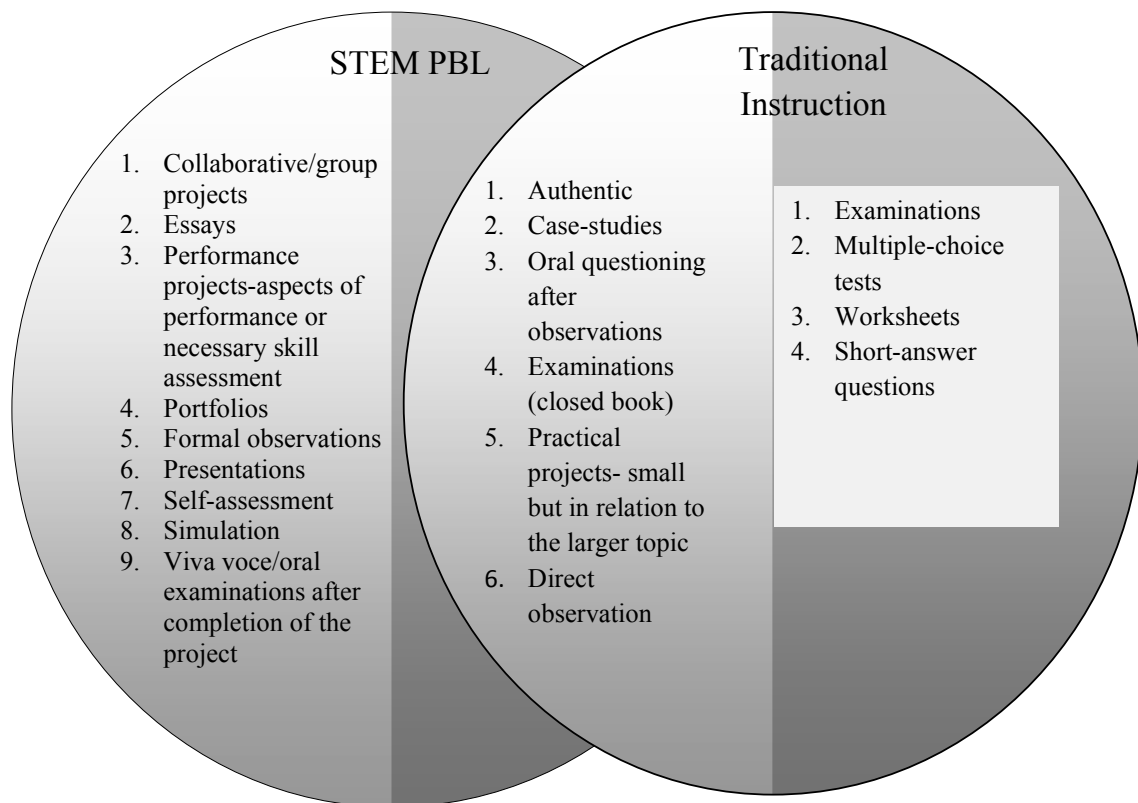 STEM PBL
1. Collaborative/group
projects
2. Essays
3. Performance
projects-aspects of
performance or
necessary skill
assessment
4. Portfolios
5. Formal observations
6. Presentations
7. Self-assessment
8. Simulation
9. Viva voce/oral
examinations after
completion of the
project
1. Authentic
2. Case-studies
3. Oral questioning
after
observations
4. Examinations
(closed book)
5. Practical
projects- small
but in relation to
the larger topic
6. Direct
observation
Traditional
Instruction
1. Examinations
2. Multiple-choice
tests
3. Worksheets
4. Short-answer
questions